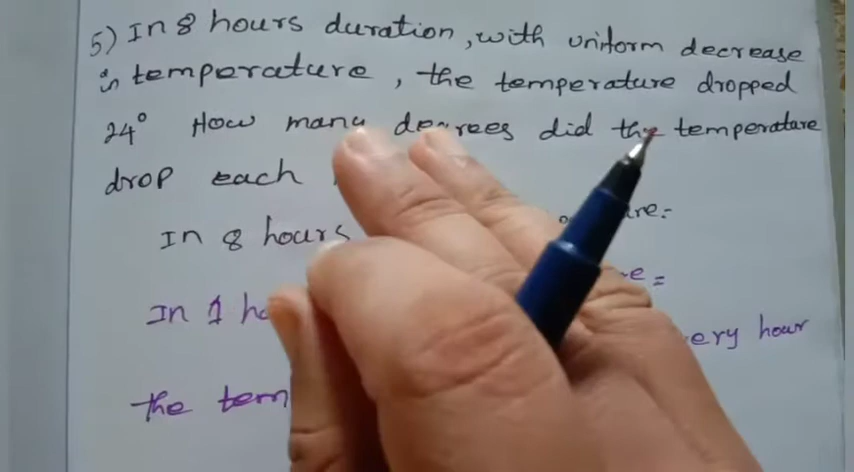 5) In 8 hours duration, with uniform decrease
in temperature, the temperature dropped
24° How many degrees did the temperature
drop each
In 8 hours
In 1
the